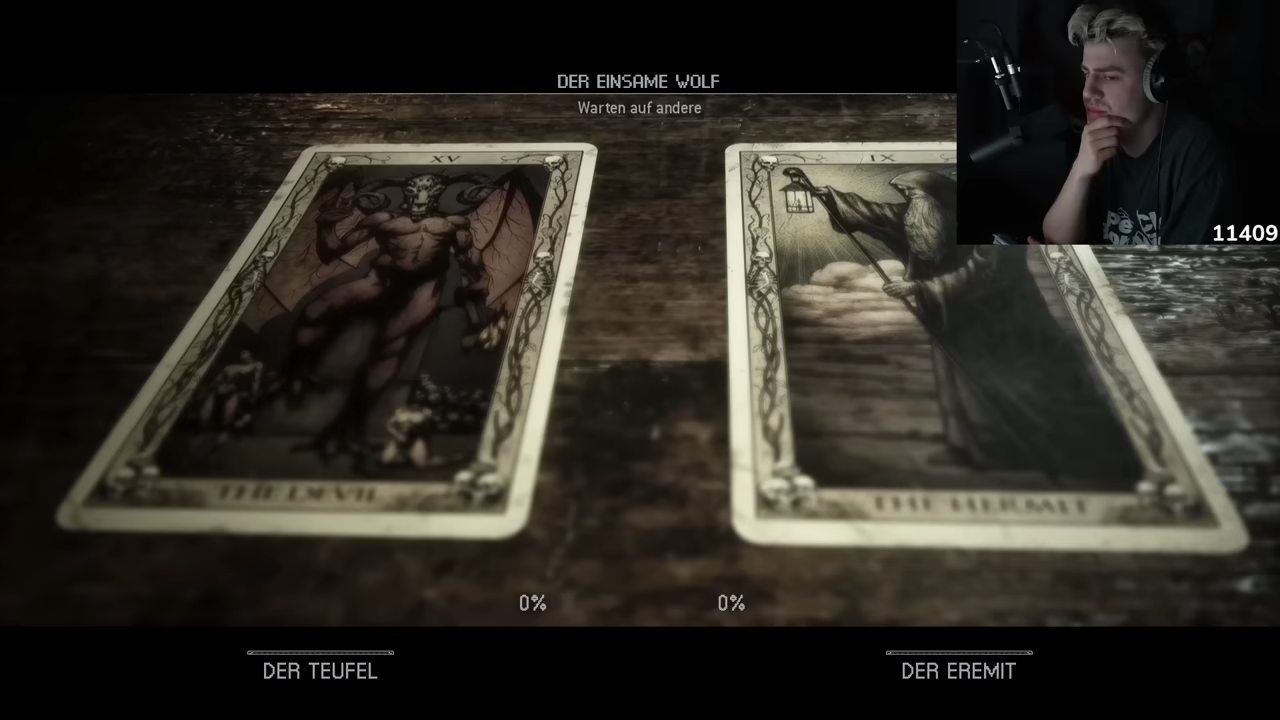 DER EINSAME WOLF
Warten auf andere
XV
IX
11409
THE DEVIL
THE HERMIT
0%
0%
DER TEUFEL
DER EREMIT